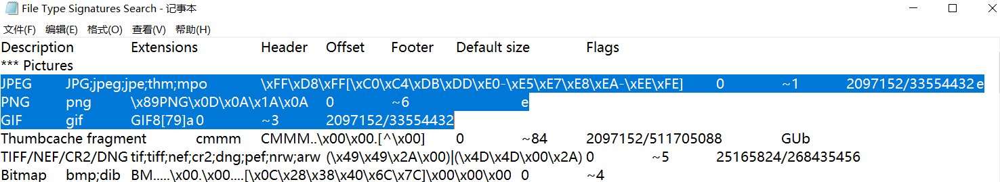 File Type Signatures Search - 记事本
文件(F) 编辑(E) 格式(O) 查看(V) 帮助(H)
Description Extensions Header Offset Footer Default size Flags
*** Pictures
JPEG JPG;jpeg;jpe;thm;mpo \xFF\xD8\xFF[\xC0\xC4\xDB\xDD\xE0-\xE5\xE7\xE8\xEA-\xEE\xFE] 0 ~1 2097152/33554432 e
PNG png \x89PNG\x0D\x0A\x1A\x0A 0 ~6 e
GIF gif GIF8[79]a 0 ~3 2097152/33554432
Thumbcache fragment cmmm CMMM..\x00\x00.[^\x00] 0 ~84 2097152/511705088 GUb
TIFF/NEF/CR2/DNG tif;tiff;nef;cr2;dng;pef;nrw;arw (\x49\x49\x2A\x00)|(\x4D\x4D\x00\x2A) 0 ~5 25165824/268435456
Bitmap bmp;dib BM.....\x00.\x00....[\x0C\x28\x38\x40\x6C\x7C]\x00\x00\x00 0 ~4